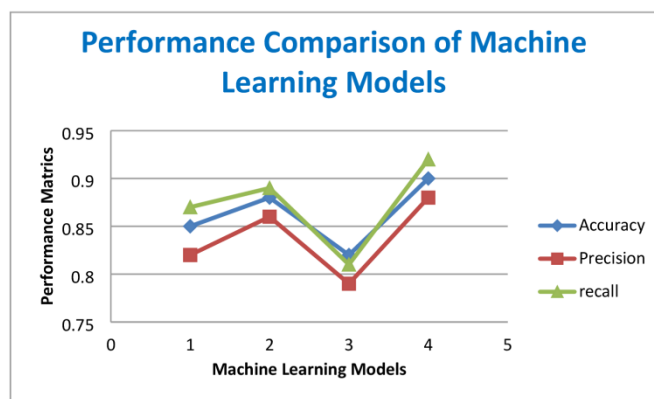 Performance Comparison of Machine
Learning Models
0.95
0.9
0.85
0.8
0.75
0 1 2 3 4 5
Performance Matrics
Machine Learning Models
Accuracy
Precision
recall